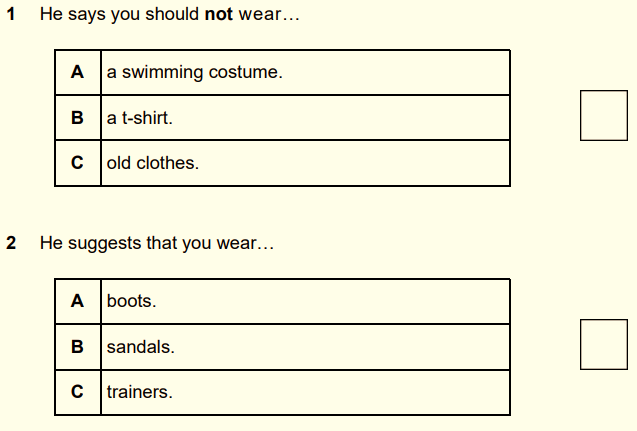 1 He says you should not wear…
A a swimming costume.
B a t-shirt.
C old clothes.
2 He suggests that you wear…
A boots.
B sandals.
C trainers.